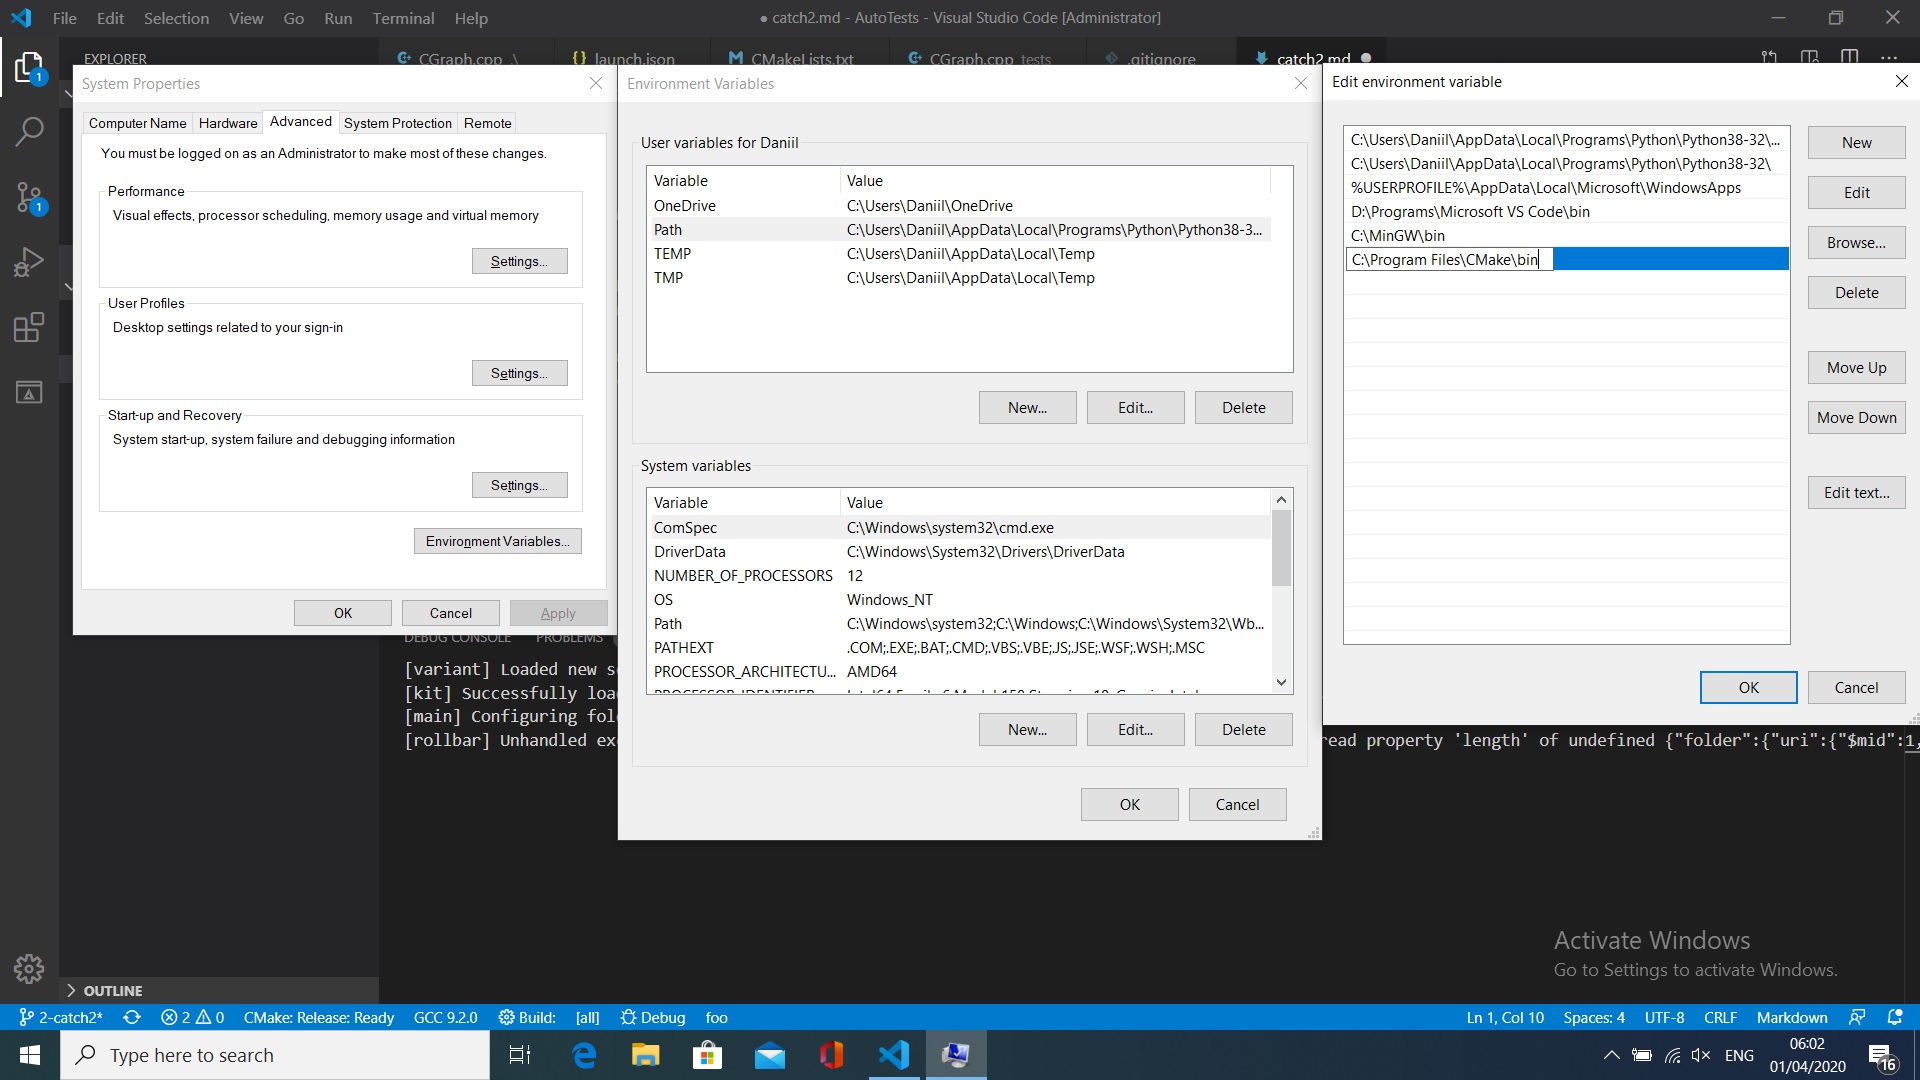 File Edit Selection View Go Run Terminal Help
● catch2.md - AutoTests - Visual Studio Code [Administrator]
EXPLORER
CGraph.cpp .\
launch.json
CMakeLists.txt
CGraph.cpp tests
.gitignore
catch2.md
System Properties
Computer Name Hardware Advanced System Protection Remote
You must be logged on as an Administrator to make most of these changes.
Performance
Visual effects, processor scheduling, memory usage and virtual memory
Settings...
User Profiles
Desktop settings related to your sign-in
Settings...
Start-up and Recovery
System start-up, system failure and debugging information
Settings...
Environment Variables...
OK Cancel Apply
Environment Variables
User variables for Daniil
Variable Value
OneDrive C:\Users\Daniil\OneDrive
Path C:\Users\Daniil\AppData\Local\Programs\Python\Python38-3...
TEMP C:\Users\Daniil\AppData\Local\Temp
TMP C:\Users\Daniil\AppData\Local\Temp
New... Edit... Delete
System variables
Variable Value
ComSpec C:\Windows\system32\cmd.exe
DriverData C:\Windows\System32\Drivers\DriverData
NUMBER_OF_PROCESSORS 12
OS Windows_NT
Path C:\Windows\system32;C:\Windows;C:\Windows\System32\Wb...
PATHEXT .COM;.EXE;.BAT;.CMD;.VBS;.VBE;.JS;.JSE;.WSF;.WSH;.MSC
PROCESSOR_ARCHITECTU... AMD64
New... Edit... Delete
OK Cancel
Edit environment variable
C:\Users\Daniil\AppData\Local\Programs\Python\Python38-32\...
C:\Users\Daniil\AppData\Local\Programs\Python\Python38-32\
%USERPROFILE%\AppData\Local\Microsoft\WindowsApps
D:\Programs\Microsoft VS Code\bin
C:\MinGW\bin
C:\Program Files\CMake\bin
New
Edit
Browse...
Delete
Move Up
Move Down
Edit text...
OK Cancel
DEBUG CONSOLE PROBLEMS
[variant] Loaded new s
[kit] Successfully loa
[main] Configuring fol
[rollbar] Unhandled ex
read property 'length' of undefined {"folder":{"uri":{"$mid":1,
Activate Windows
Go to Settings to activate Windows.
OUTLINE
2-catch2* 2 0 CMake: Release: Ready GCC 9.2.0 Build: [all] Debug foo
Ln 1, Col 10 Spaces: 4 UTF-8 CRLF Markdown
Type here to search
ENG
06:02
01/04/2020
16
1
1